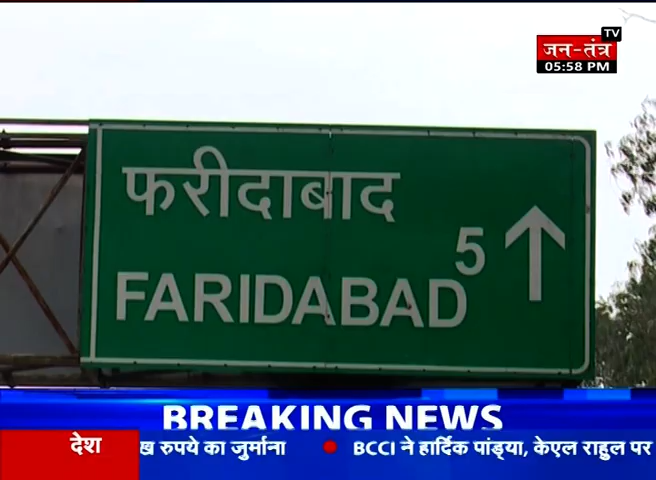 जन-तंत्र TV
05:58 PM
फरीदाबाद
5
FARIDABAD
BREAKING NEWS
देश
ख रुपये का जुर्माना BCCI ने हार्दिक पांड्या, केएल राहुल पर